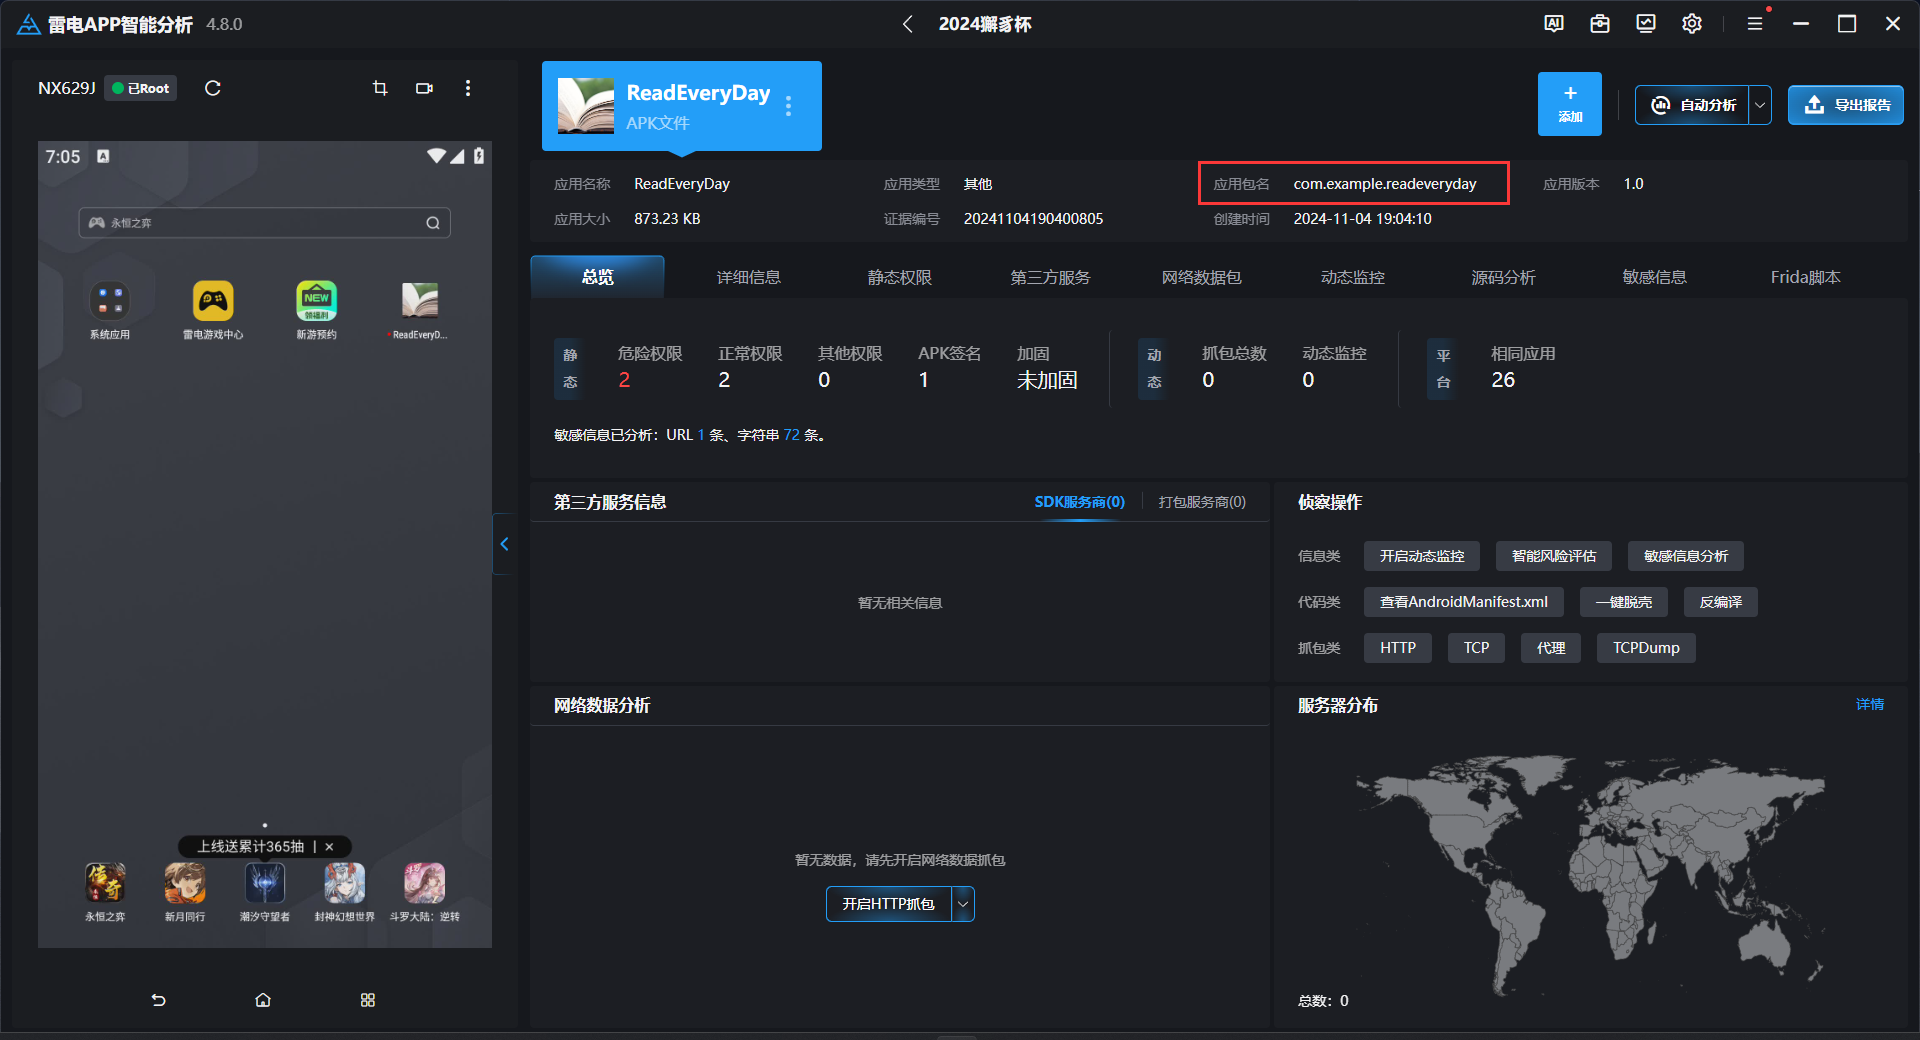 雷电APP智能分析 4.8.0
2024獬豸杯
NX629J 已Root
7:05
永恒之弈
系统应用
雷电游戏中心
NEW
领福利
新游预约
ReadEveryD...
上线送累计365抽 | ×
永恒之弈
新月同行
潮汐守望者
封神幻想世界
斗罗大陆：逆转
ReadEveryDay
APK文件
+
添加
自动分析
导出报告
应用名称 ReadEveryDay
应用类型 其他
应用包名 com.example.readeveryday
应用版本 1.0
应用大小 873.23 KB
证据编号 20241104190400805
创建时间 2024-11-04 19:04:10
总览
详细信息
静态权限
第三方服务
网络数据包
动态监控
源码分析
敏感信息
Frida脚本
静态
危险权限 2
正常权限 2
其他权限 0
APK签名 1
加固 未加固
动态
抓包总数 0
动态监控 0
平台
相同应用 26
敏感信息已分析：URL 1 条、字符串 72 条。
第三方服务信息
SDK服务商(0)
打包服务商(0)
暂无相关信息
侦察操作
信息类 开启动态监控 智能风险评估 敏感信息分析
代码类 查看AndroidManifest.xml 一键脱壳 反编译
抓包类 HTTP TCP 代理 TCPDump
网络数据分析
暂无数据，请先开启网络数据抓包
开启HTTP抓包
服务器分布
详情
总数：0